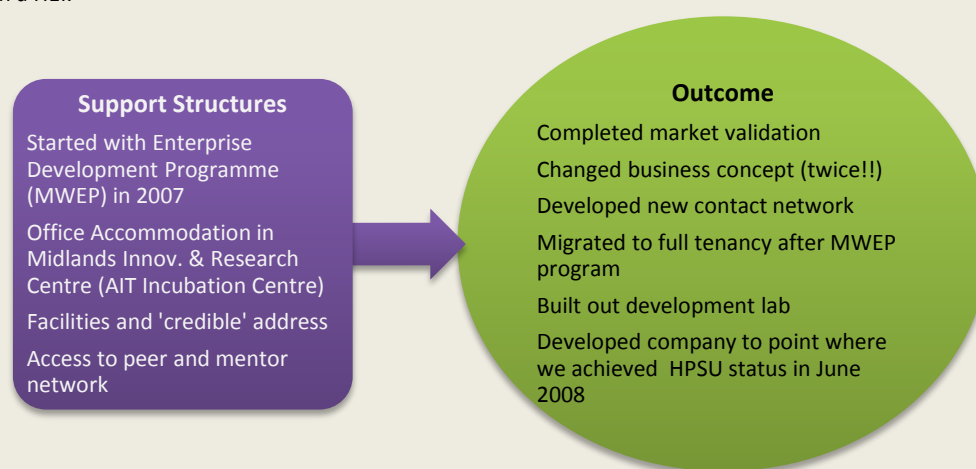 Support Structures
Started with Enterprise
Development Programme
(MWEP) in 2007
Office Accommodation in
Midlands Innov. & Research
Centre (AIT Incubation Centre)
Facilities and 'credible' address
Access to peer and mentor
network
Outcome
Completed market validation
Changed business concept (twice!!)
Developed new contact network
Migrated to full tenancy after MWEP
program
Built out development lab
Developed company to point where
we achieved HPSU status in June
2008